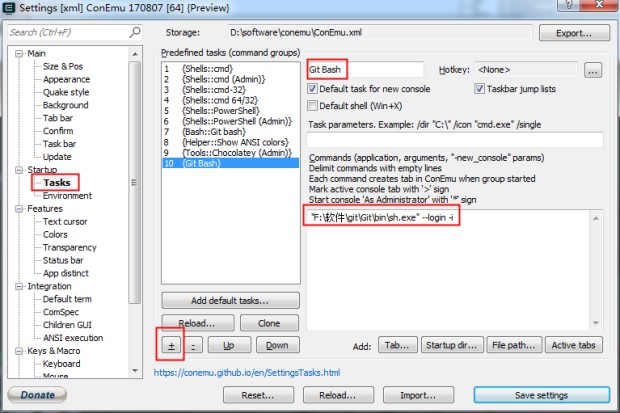 Settings [xml] ConEmu 170807 [64] {Preview}
Search (Ctrl+F)
Storage:
D:\software\conemu\ConEmu.xml
Export...
Main
Size & Pos
Appearance
Quake style
Background
Tab bar
Confirm
Task bar
Update
Startup
Tasks
Environment
Features
Text cursor
Colors
Transparency
Status bar
App distinct
Integration
Default term
ComSpec
Children GUI
ANSI execution
Keys & Macro
Keyboard
Mouse
Predefined tasks (command groups)
1 {Shells::cmd}
2 {Shells::cmd (Admin)}
3 {Shells::cmd-32}
4 {Shells::cmd 64/32}
5 {Shells::PowerShell}
6 {Shells::PowerShell (Admin)}
7 {Bash::Git bash}
8 {Helper::Show ANSI colors}
9 {Tools::Chocolatey (Admin)}
10 {Git Bash}
Add default tasks...
Reload...
Clone
+
-
Up
Down
Git Bash
Hotkey:
<None>
...
Default task for new console
Taskbar jump lists
Default shell (Win+X)
Task parameters. Example: /dir "C:\" /icon "cmd.exe" /single
Commands (application, arguments, "-new_console" params)
Delimit commands with empty lines
Each command creates tab in ConEmu when group started
Mark active console tab with '>' sign
Start console 'As Administrator' with '*' sign
"F:\软件\git\Git\bin\sh.exe" --login -i
Add:
Tab...
Startup dir...
File path...
Active tabs
https://conemu.github.io/en/SettingsTasks.html
Donate
Reset...
Reload...
Import...
Save settings